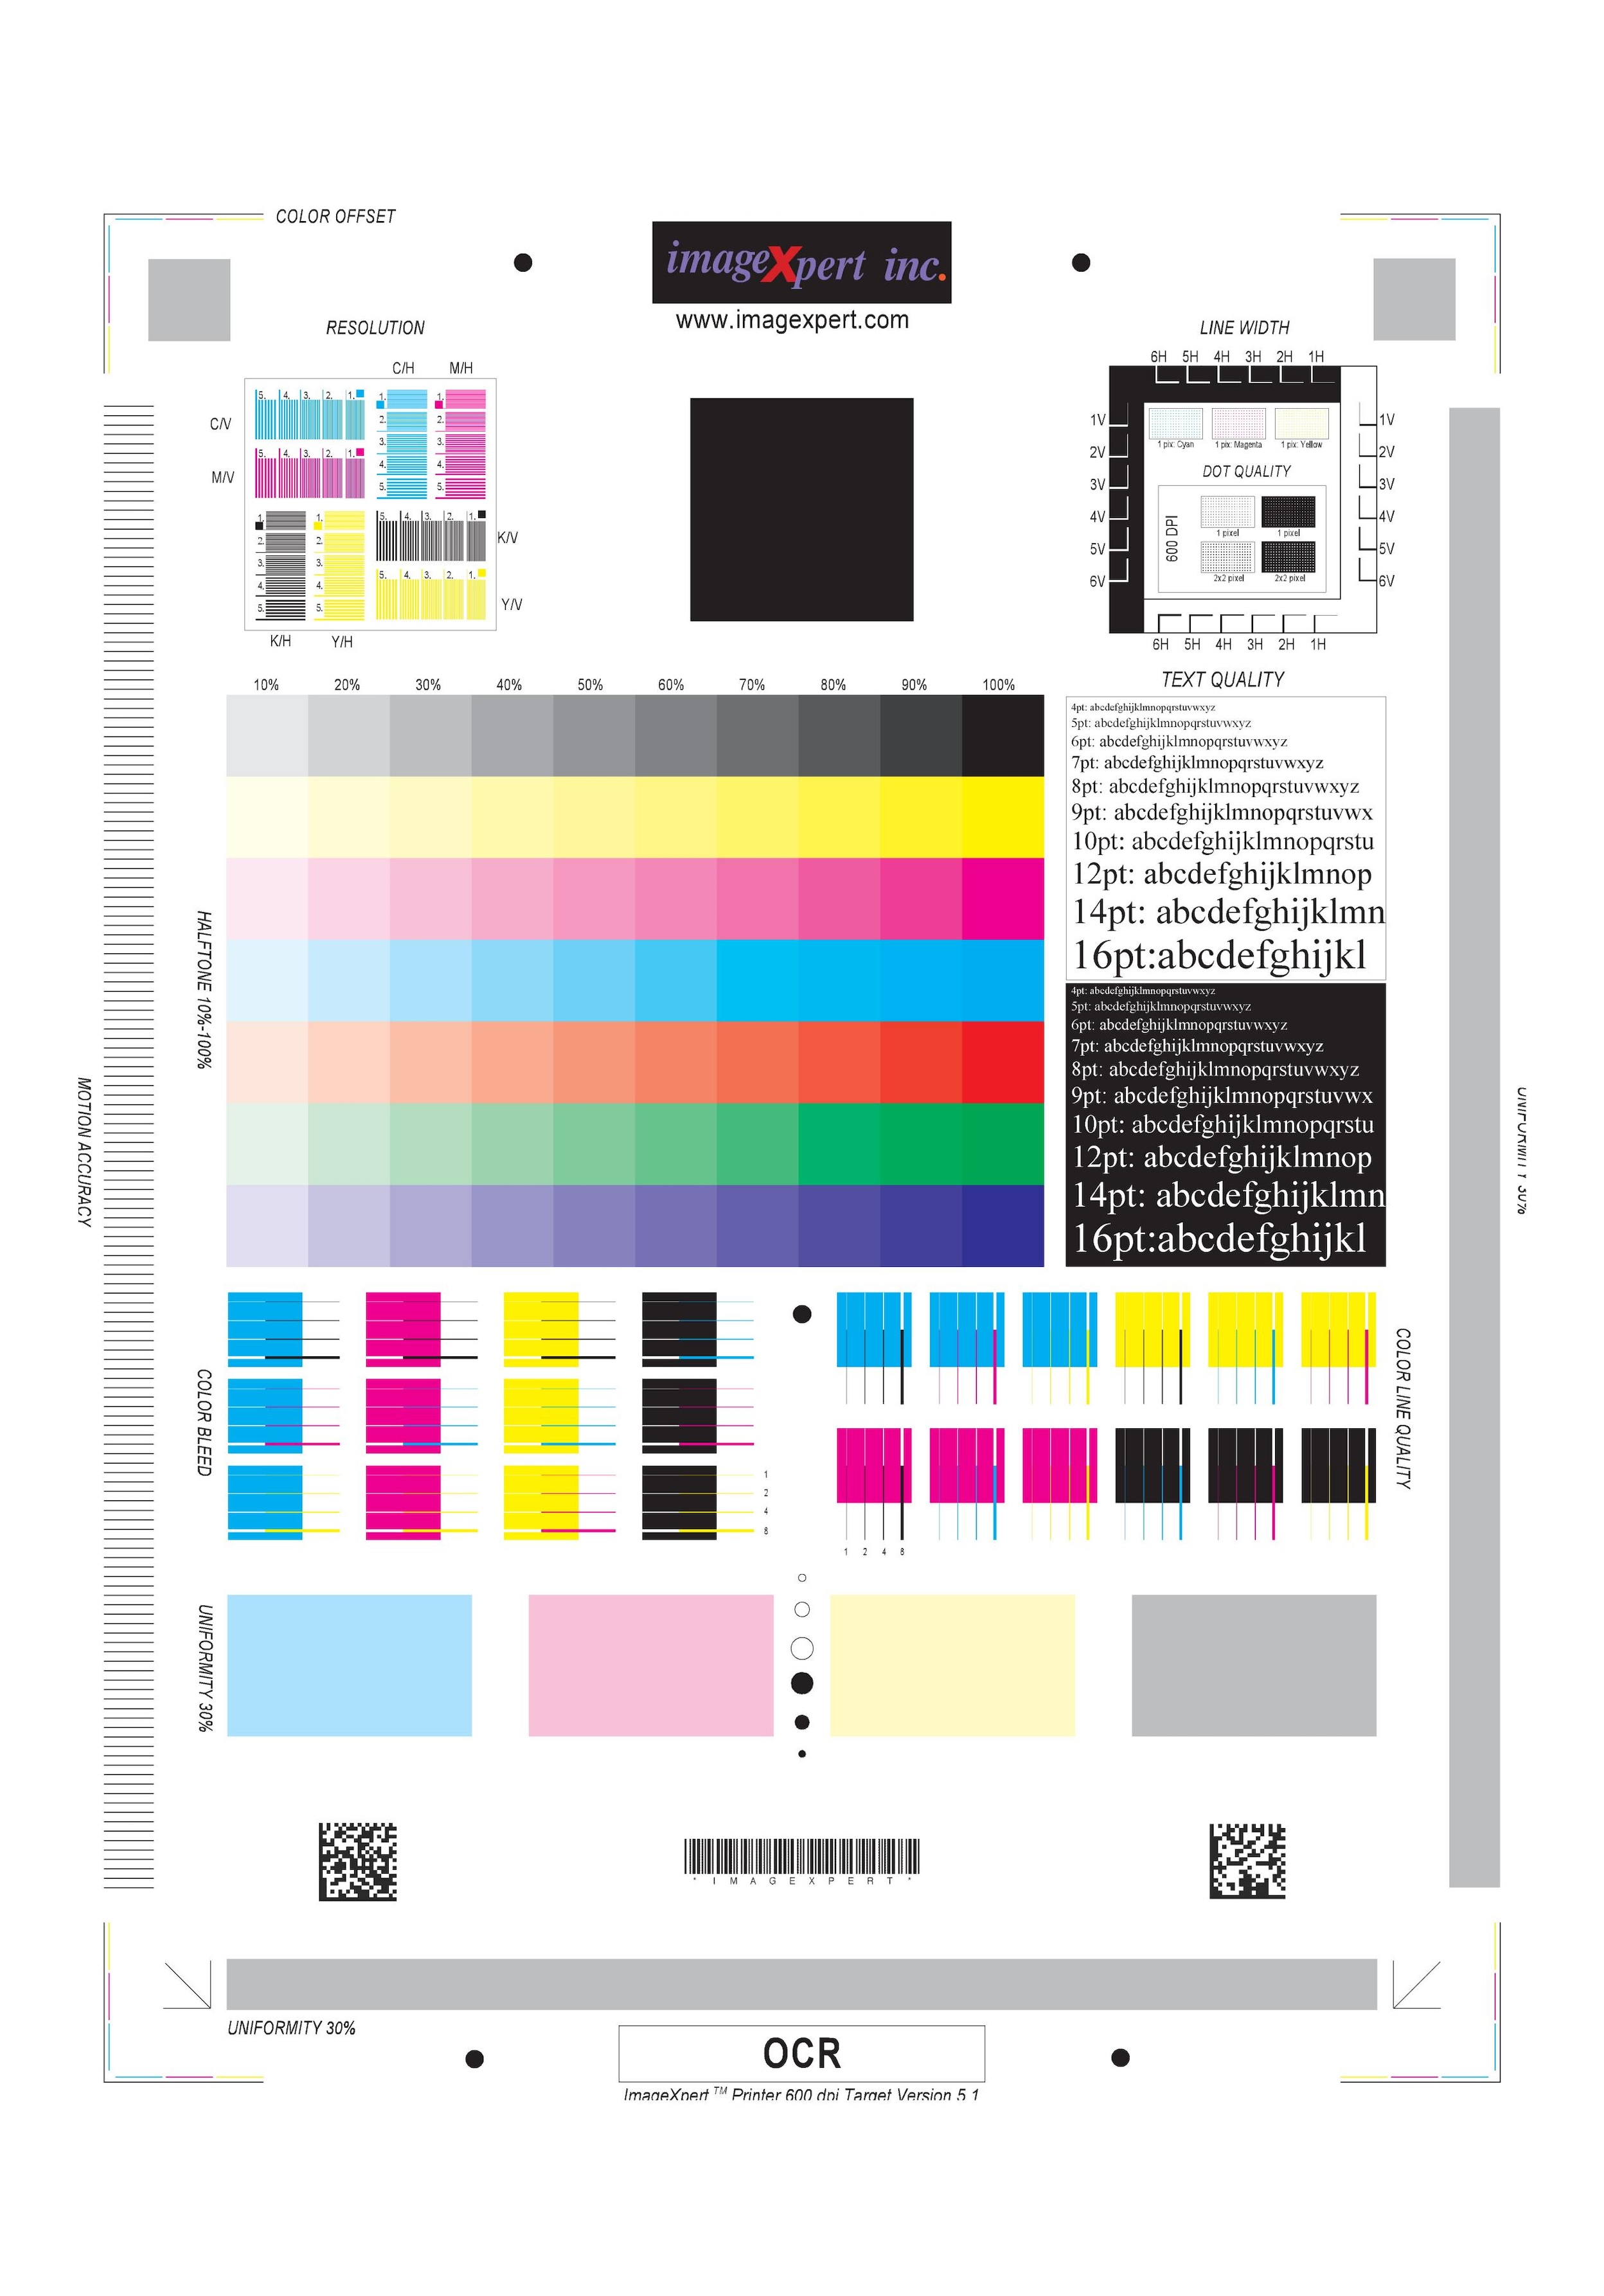 COLOR OFFSET
imageXpert inc.
www.imagexpert.com
RESOLUTION
C/H M/H
C/V
5. 4. 3. 2. 1.
M/V
5. 4. 3. 2. 1.
1. 1.
2. 2.
3. 3.
4. 4.
5. 5.
1. 1.
2. 2.
3. 3.
4. 4.
5. 5.
5. 4. 3. 2. 1.
K/V
5. 4. 3. 2. 1.
Y/V
K/H Y/H
LINE WIDTH
6H 5H 4H 3H 2H 1H
1V 1V
2V 2V
3V 3V
4V 4V
5V 5V
6V 6V
1 pix: Cyan 1 pix: Magenta 1 pix: Yellow
DOT QUALITY
600 DPI
1 pixel 1 pixel
2x2 pixel 2x2 pixel
6H 5H 4H 3H 2H 1H
10% 20% 30% 40% 50% 60% 70% 80% 90% 100%
HALFTONE 10%-100%
MOTION ACCURACY
TEXT QUALITY
4pt: abcdefghijklmnopqrstuvwxyz
5pt: abcdefghijklmnopqrstuvwxyz
6pt: abcdefghijklmnopqrstuvwxyz
7pt: abcdefghijklmnopqrstuvwxyz
8pt: abcdefghijklmnopqrstuvwxyz
9pt: abcdefghijklmnopqrstuvwx
10pt: abcdefghijklmnopqrstu
12pt: abcdefghijklmnop
14pt: abcdefghijklmn
16pt:abcdefghijkl
4pt: abcdefghijklmnopqrstuvwxyz
5pt: abcdefghijklmnopqrstuvwxyz
6pt: abcdefghijklmnopqrstuvwxyz
7pt: abcdefghijklmnopqrstuvwxyz
8pt: abcdefghijklmnopqrstuvwxyz
9pt: abcdefghijklmnopqrstuvwx
10pt: abcdefghijklmnopqrstu
12pt: abcdefghijklmnop
14pt: abcdefghijklmn
16pt:abcdefghijkl
UNIFORMITY 30%
COLOR BLEED
1
2
4
8
COLOR LINE QUALITY
1 2 4 8
UNIFORMITY 30%
* I M A G E X P E R T *
UNIFORMITY 30%
OCR
ImageXpert TM Printer 600 dpi Target Version 5.1